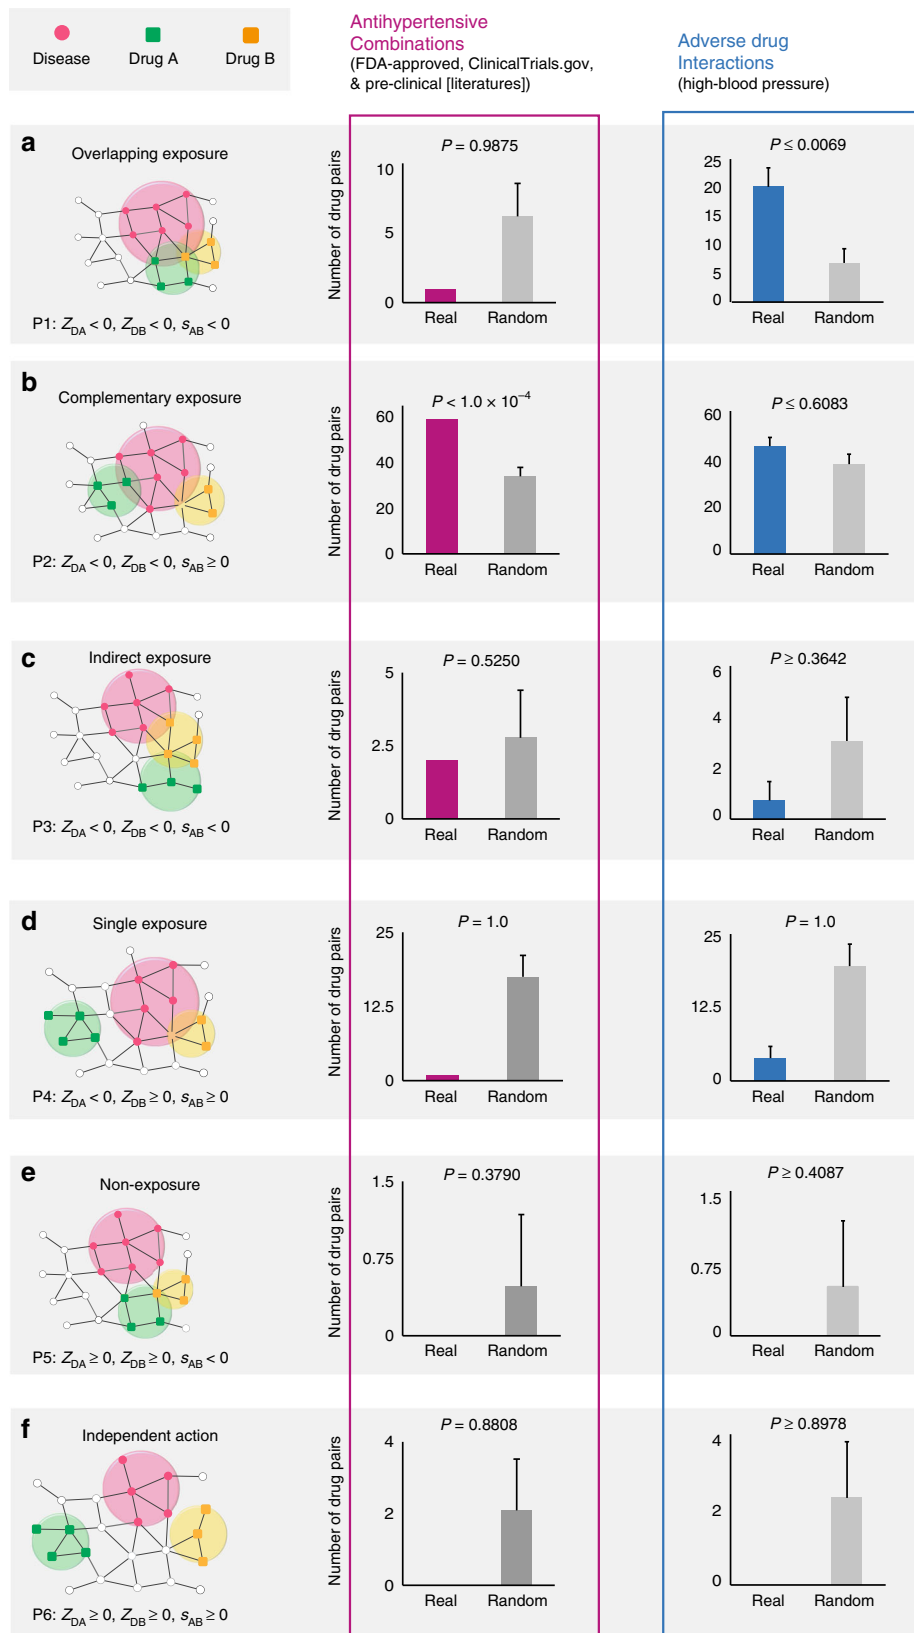 Disease
Drug A
Drug B
Antihypertensive
Combinations
(FDA-approved, ClinicalTrials.gov,
& pre-clinical [literatures])
Adverse drug
Interactions
(high-blood pressure)
a
Overlapping exposure
P1: Z_DA < 0, Z_DB < 0, s_AB < 0
Number of drug pairs
P = 0.9875
10
5
0
Real
Random
P ≤ 0.0069
25
20
15
10
5
0
Real
Random
b
Complementary exposure
P2: Z_DA < 0, Z_DB < 0, s_AB ≥ 0
Number of drug pairs
P < 1.0 × 10⁻⁴
60
40
20
0
Real
Random
P ≤ 0.6083
60
40
20
0
Real
Random
c
Indirect exposure
P3: Z_DA < 0, Z_DB < 0, s_AB < 0
Number of drug pairs
P = 0.5250
5
2.5
0
Real
Random
P ≥ 0.3642
6
4
2
0
Real
Random
d
Single exposure
P4: Z_DA < 0, Z_DB ≥ 0, s_AB ≥ 0
Number of drug pairs
P = 1.0
25
12.5
0
Real
Random
P = 1.0
25
12.5
0
Real
Random
e
Non-exposure
P5: Z_DA ≥ 0, Z_DB ≥ 0, s_AB < 0
Number of drug pairs
P = 0.3790
1.5
0.75
0
Real
Random
P ≥ 0.4087
1.5
0.75
0
Real
Random
f
Independent action
P6: Z_DA ≥ 0, Z_DB ≥ 0, s_AB ≥ 0
Number of drug pairs
P = 0.8808
4
2
0
Real
Random
P ≥ 0.8978
4
2
0
Real
Random